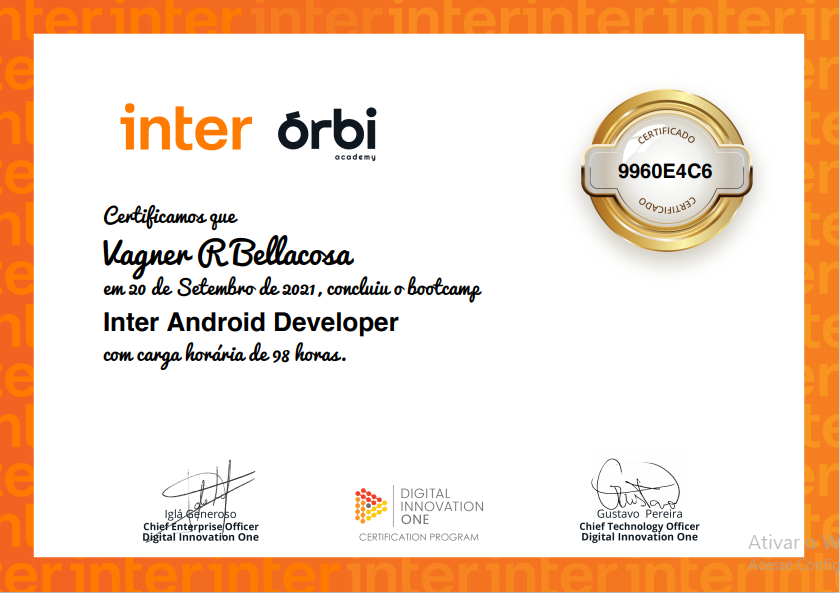 inter órbi
academy
CERTIFICADO
9960E4C6
CERTIFICADO
Certificamos que
Vagner R Bellacosa
em 20 de Setembro de 2021, concluiu o bootcamp
Inter Android Developer
com carga horária de 98 horas.
Iglá Generoso
Chief Enterprise Officer
Digital Innovation One
DIGITAL
INNOVATION
ONE
CERTIFICATION PROGRAM
Gustavo Pereira
Chief Technology Officer
Digital Innovation One
Ativar o W
Acesse Config